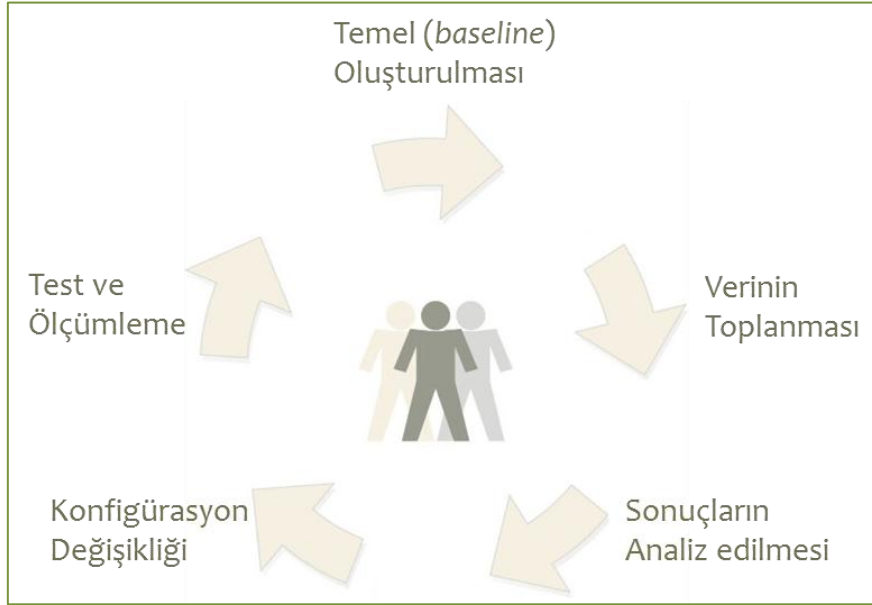 Temel (baseline)
Oluşturulması
Verinin
Toplanması
Sonuçların
Analiz edilmesi
Konfigürasyon
Değişikliği
Test ve
Ölçümleme